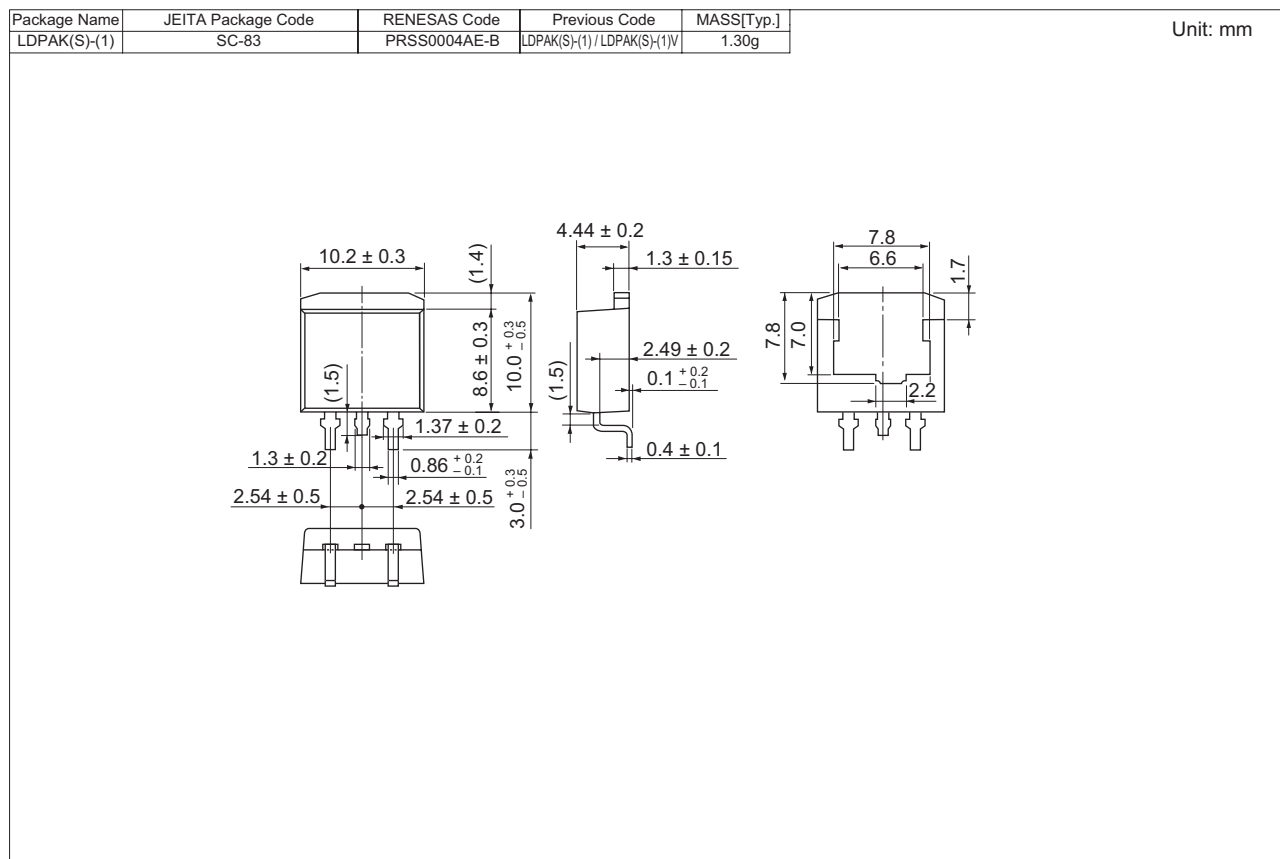 Package Name JEITA Package Code RENESAS Code Previous Code MASS[Typ.]
LDPAK(S)-(1) SC-83 PRSS0004AE-B LDPAK(S)-(1) / LDPAK(S)-(1)V 1.30g
Unit: mm
10.2 ± 0.3
(1.4)
8.6 ± 0.3
10.0 + 0.3 – 0.5
(1.5)
1.37 ± 0.2
1.3 ± 0.2
0.86 + 0.2 – 0.1
2.54 ± 0.5
2.54 ± 0.5
3.0 + 0.3 – 0.5
4.44 ± 0.2
1.3 ± 0.15
2.49 ± 0.2
(1.5)
0.1 + 0.2 – 0.1
0.4 ± 0.1
7.8
6.6
1.7
7.8
7.0
2.2